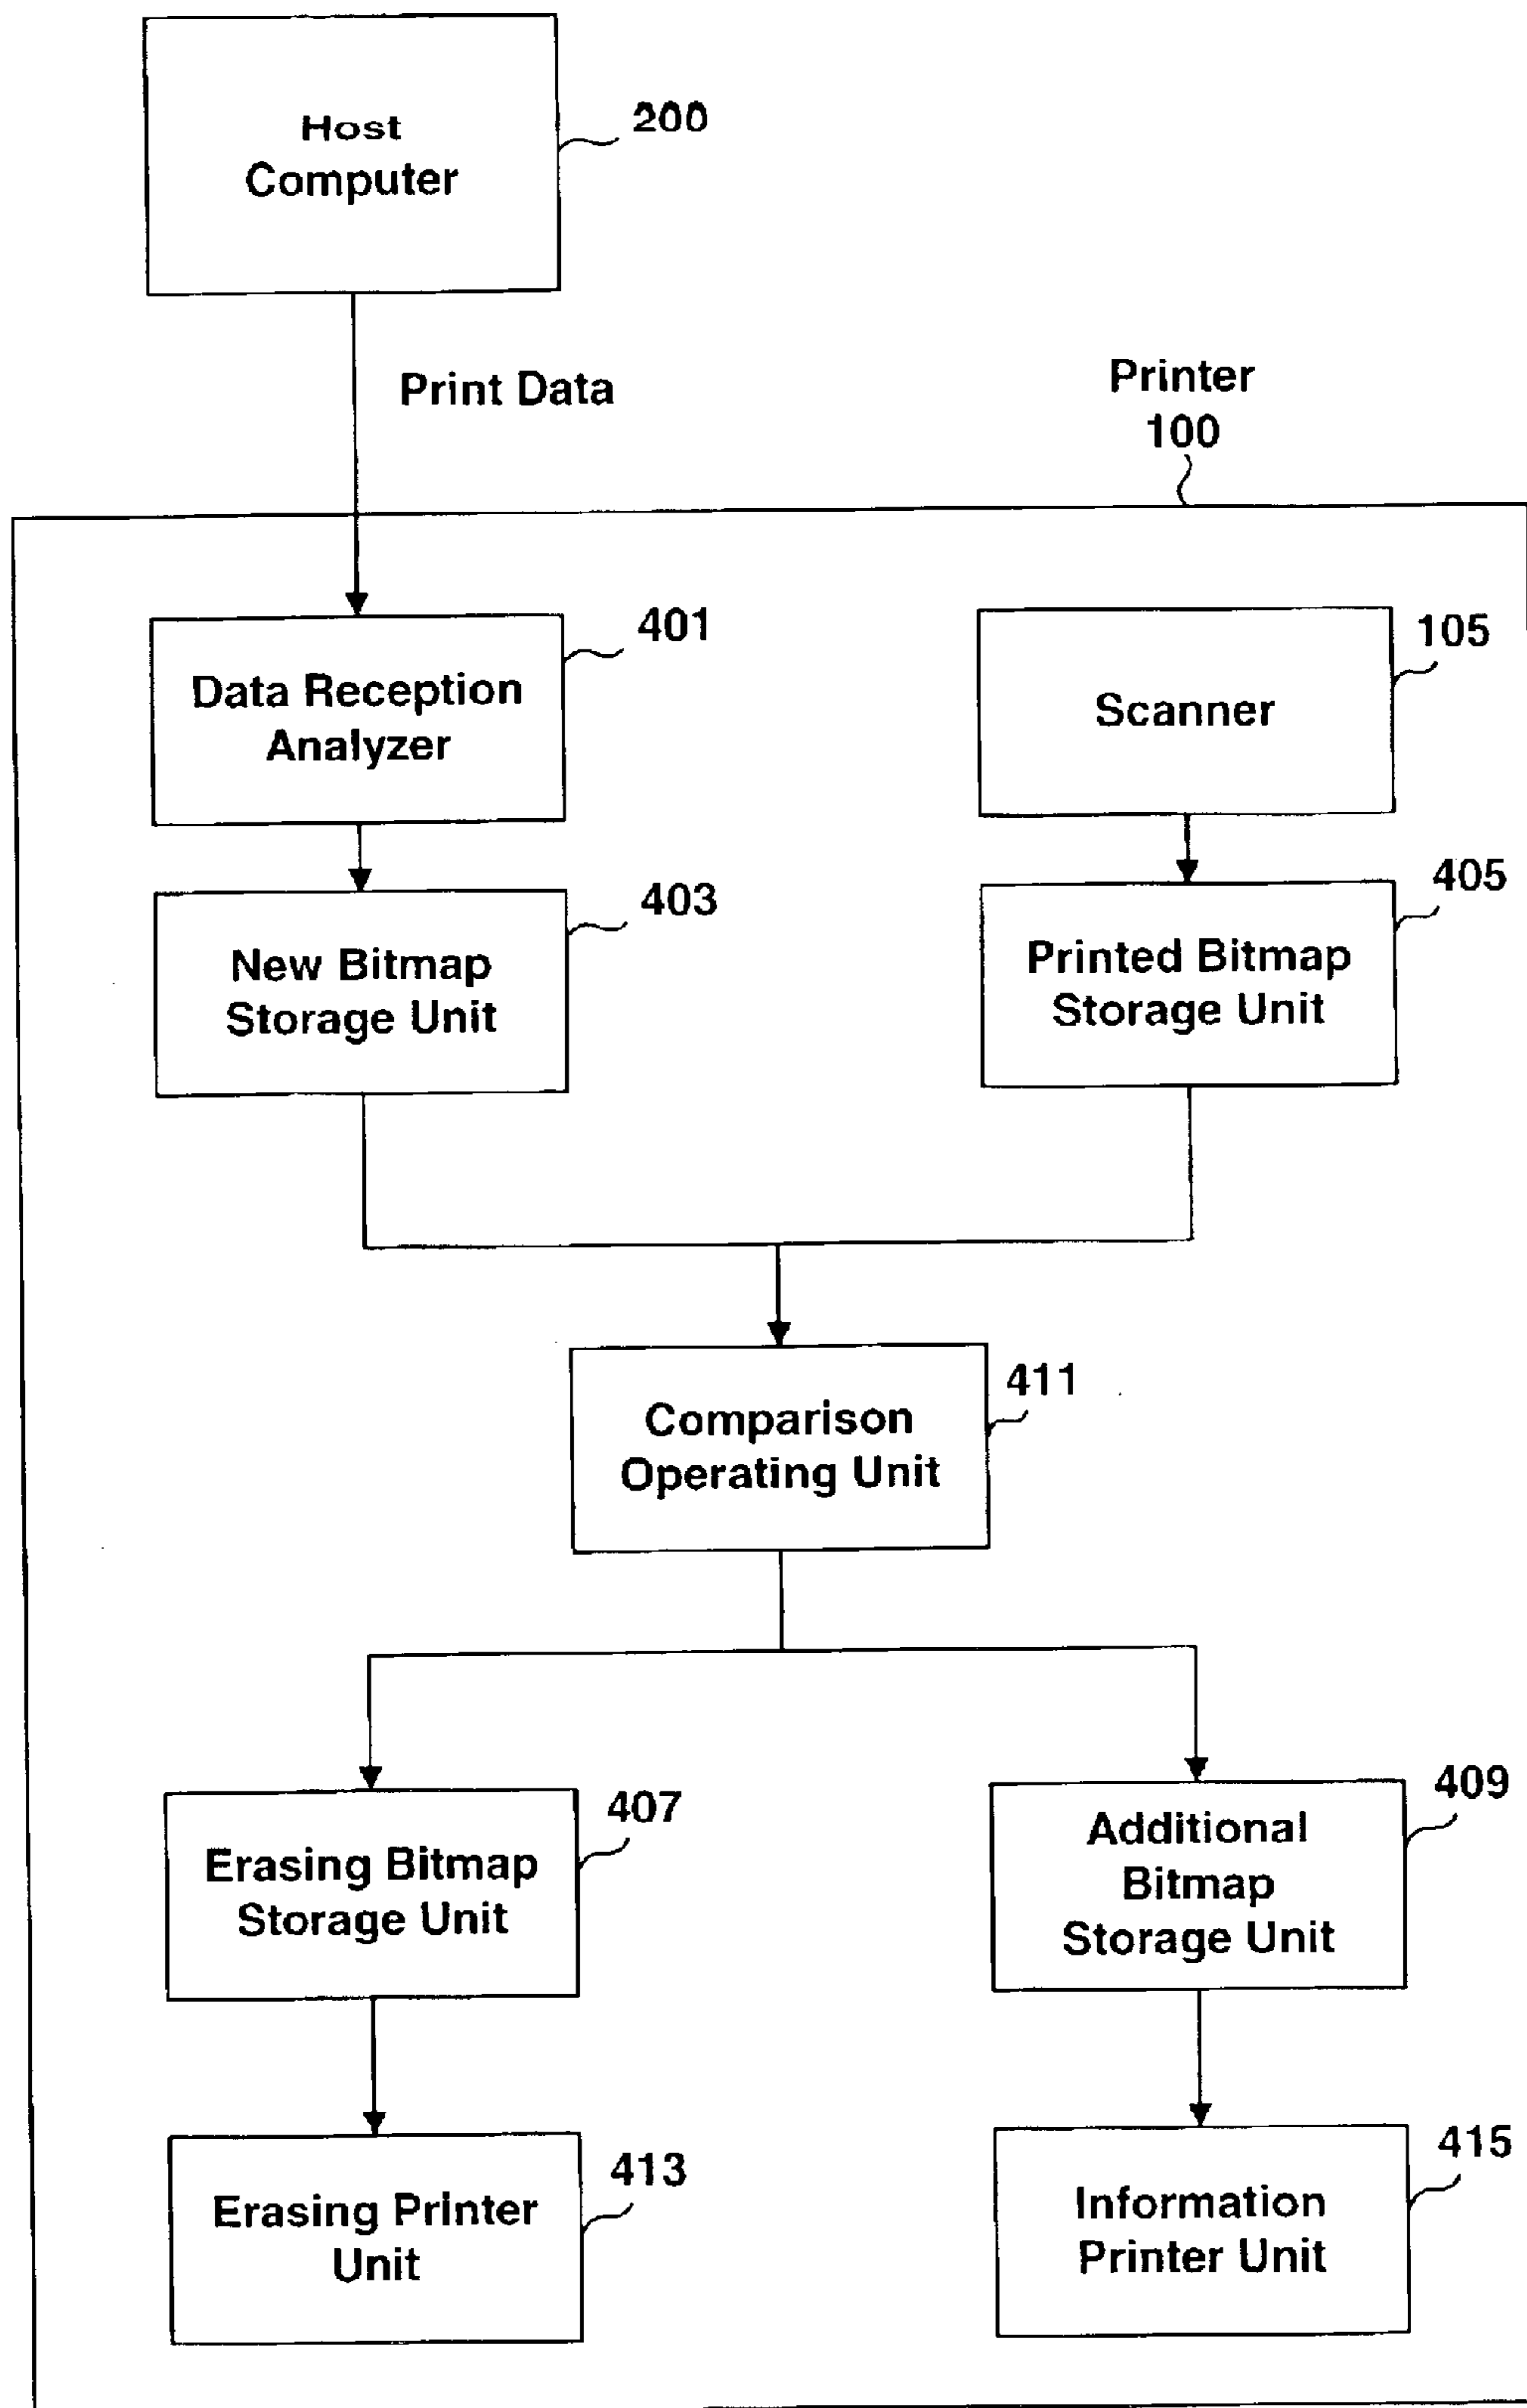 Host
Computer
200
Print Data
Printer
100
Data Reception
Analyzer
401
Scanner
105
New Bitmap
Storage Unit
403
Printed Bitmap
Storage Unit
405
Comparison
Operating Unit
411
Erasing Bitmap
Storage Unit
407
Additional
Bitmap
Storage Unit
409
Erasing Printer
Unit
413
Information
Printer Unit
415